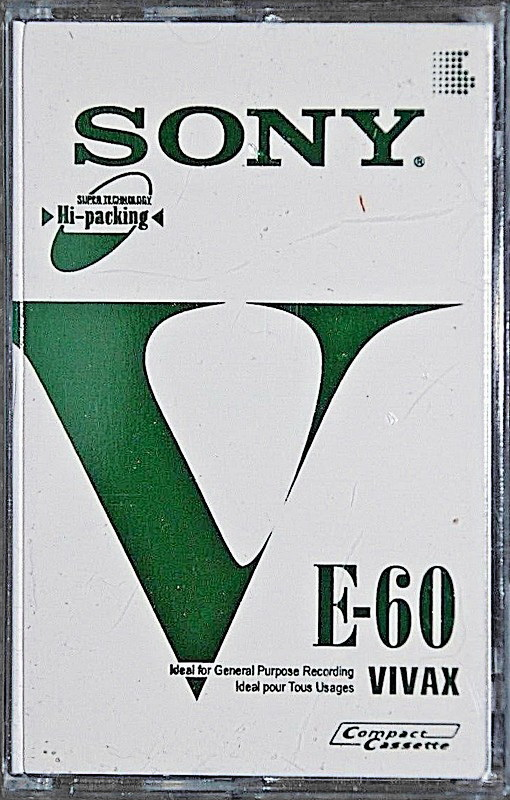 SONY®
SUPER TECHNOLOGY
Hi-packing
V
E-60
Ideal for General Purpose Recording
Ideal pour Tous Usages
VIVAX
Compact
Cassette